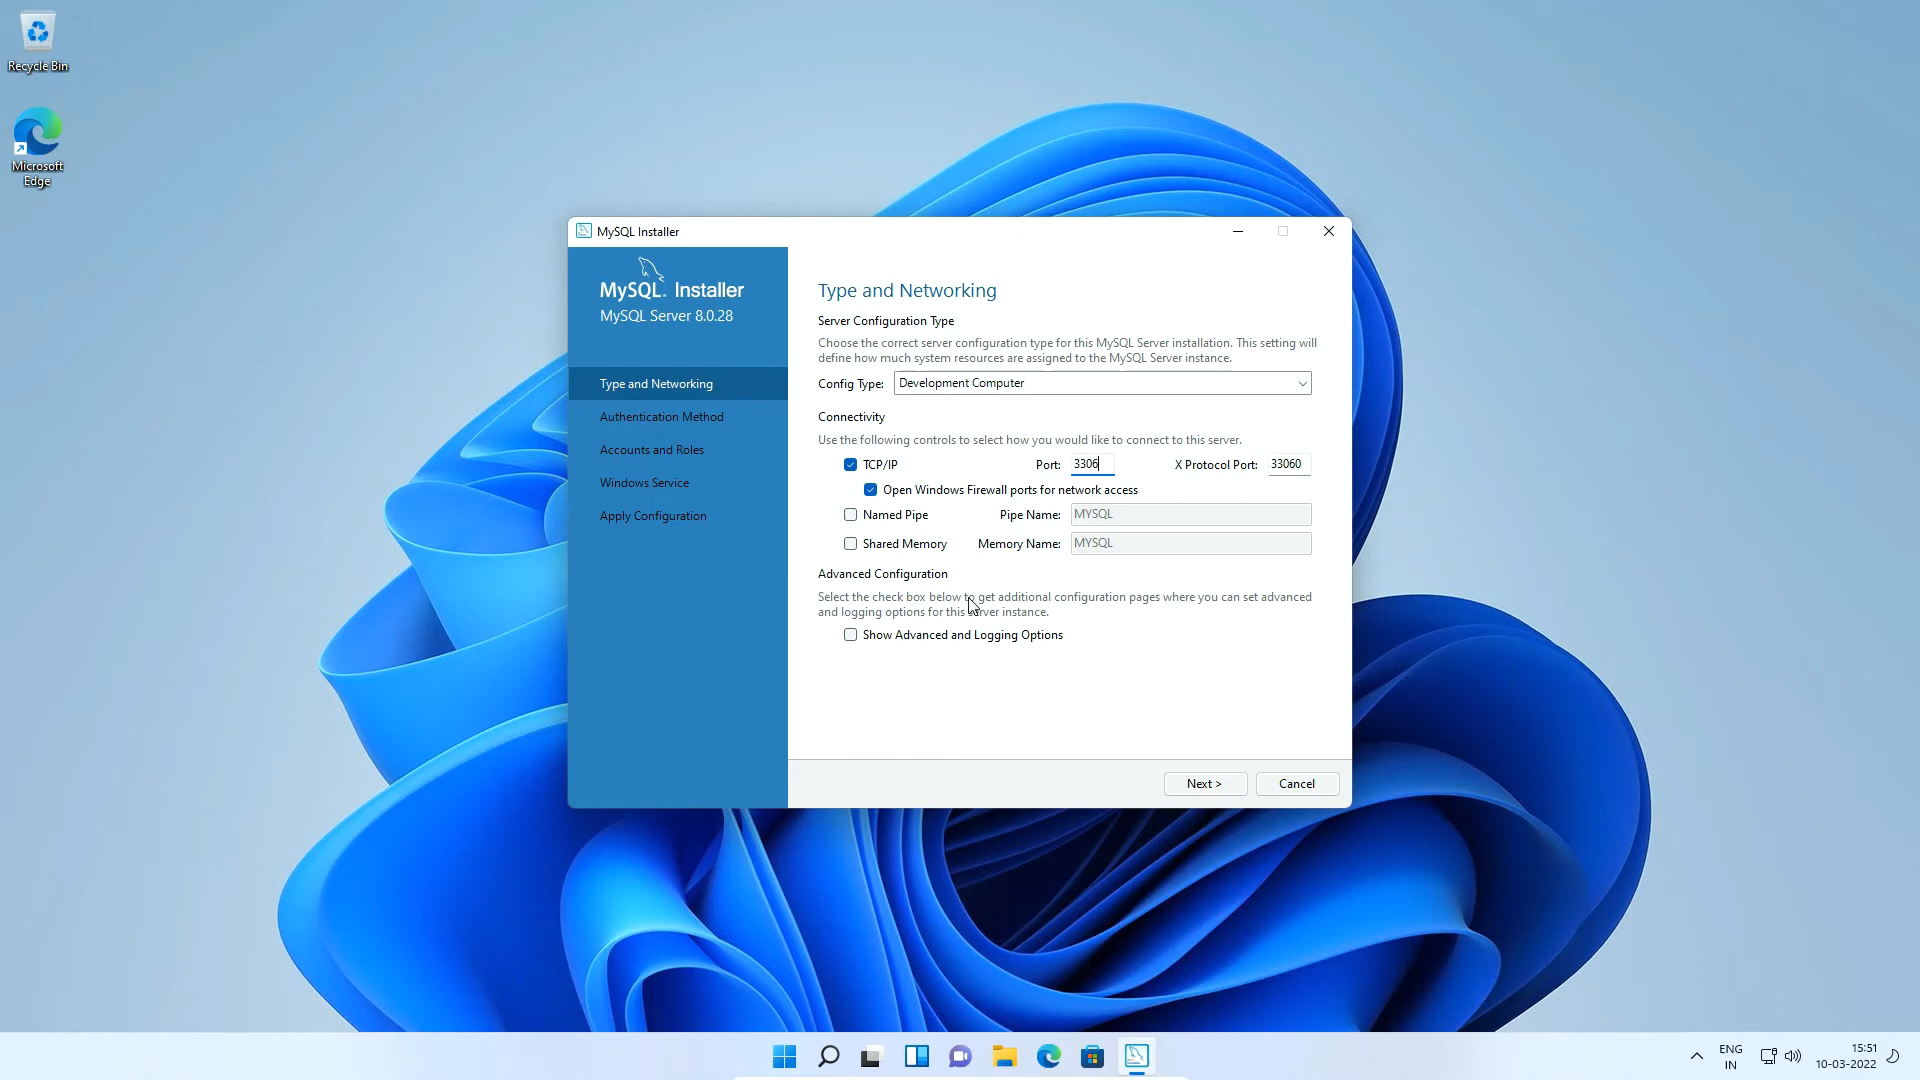 Recycle Bin
Microsoft
Edge
MySQL Installer
MySQL. Installer
MySQL Server 8.0.28
Type and Networking
Authentication Method
Accounts and Roles
Windows Service
Apply Configuration
Type and Networking
Server Configuration Type
Choose the correct server configuration type for this MySQL Server installation. This setting will
define how much system resources are assigned to the MySQL Server instance.
Config Type: Development Computer
Connectivity
Use the following controls to select how you would like to connect to this server.
TCP/IP Port: 3306 X Protocol Port: 33060
Open Windows Firewall ports for network access
Named Pipe Pipe Name: MYSQL
Shared Memory Memory Name: MYSQL
Advanced Configuration
Select the check box below to get additional configuration pages where you can set advanced
and logging options for this server instance.
Show Advanced and Logging Options
Next >
Cancel
ENG
IN
15:51
10-03-2022